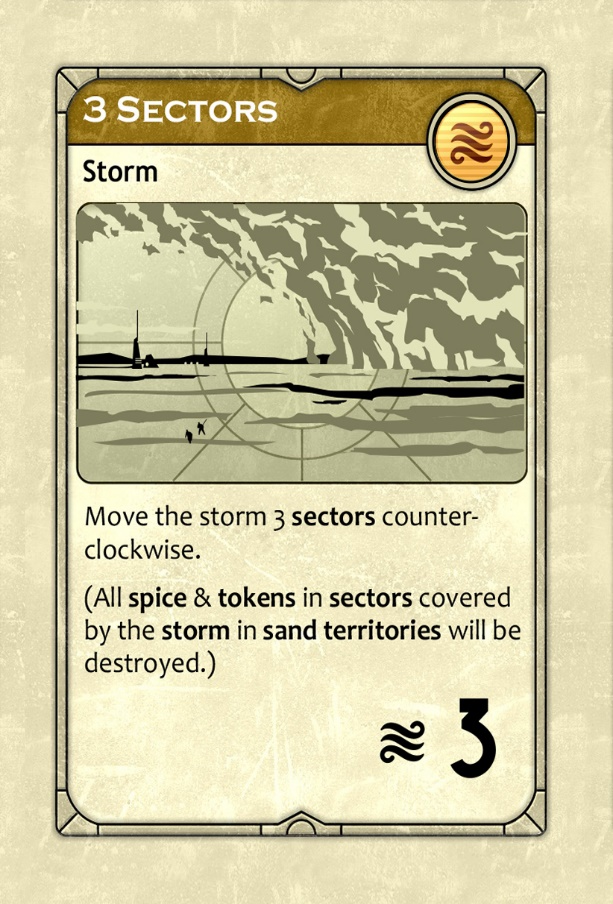 3 Sectors
Storm
Move the storm 3 sectors counter-
clockwise.
(All spice & tokens in sectors covered
by the storm in sand territories will be
destroyed.)
3